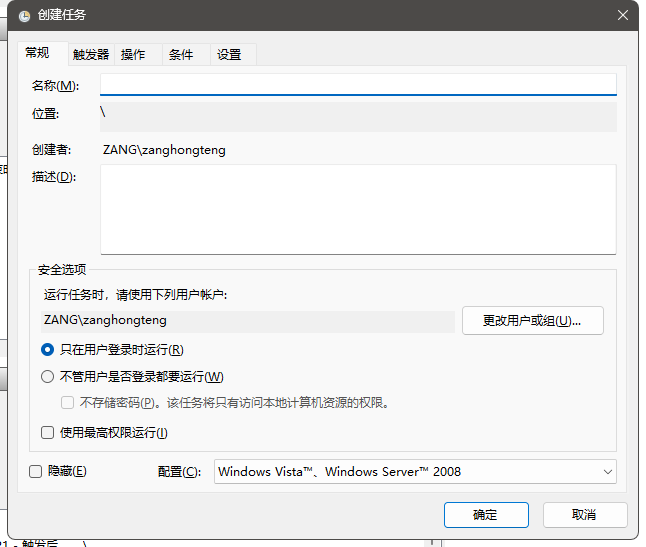 创建任务
常规 触发器 操作 条件 设置
名称(M):
位置: \
创建者: ZANG\zanghongteng
描述(D):
安全选项
运行任务时，请使用下列用户帐户:
ZANG\zanghongteng 更改用户或组(U)...
只在用户登录时运行(R)
不管用户是否登录都要运行(W)
不存储密码(P)。该任务将只有访问本地计算机资源的权限。
使用最高权限运行(I)
隐藏(E) 配置(C): Windows Vista™、Windows Server™ 2008
确定 取消